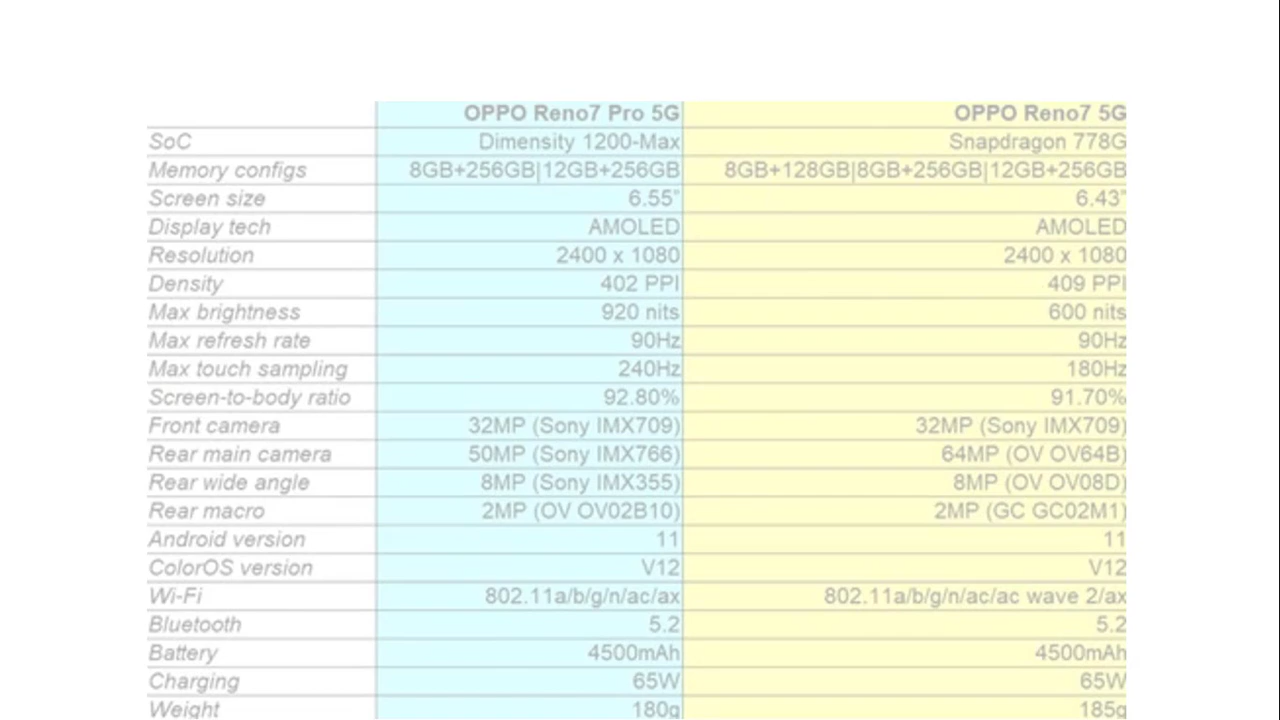 OPPO Reno7 Pro 5G OPPO Reno7 5G
SoC Dimensity 1200-Max Snapdragon 778G
Memory configs 8GB+256GB|12GB+256GB 8GB+128GB|8GB+256GB|12GB+256GB
Screen size 6.55" 6.43"
Display tech AMOLED AMOLED
Resolution 2400 x 1080 2400 x 1080
Density 402 PPI 409 PPI
Max brightness 920 nits 600 nits
Max refresh rate 90Hz 90Hz
Max touch sampling 240Hz 180Hz
Screen-to-body ratio 92.80% 91.70%
Front camera 32MP (Sony IMX709) 32MP (Sony IMX709)
Rear main camera 50MP (Sony IMX766) 64MP (OV OV64B)
Rear wide angle 8MP (Sony IMX355) 8MP (OV OV08D)
Rear macro 2MP (OV OV02B10) 2MP (GC GC02M1)
Android version 11 11
ColorOS version V12 V12
Wi-Fi 802.11a/b/g/n/ac/ax 802.11a/b/g/n/ac/ac wave 2/ax
Bluetooth 5.2 5.2
Battery 4500mAh 4500mAh
Charging 65W 65W
Weight 180g 185g